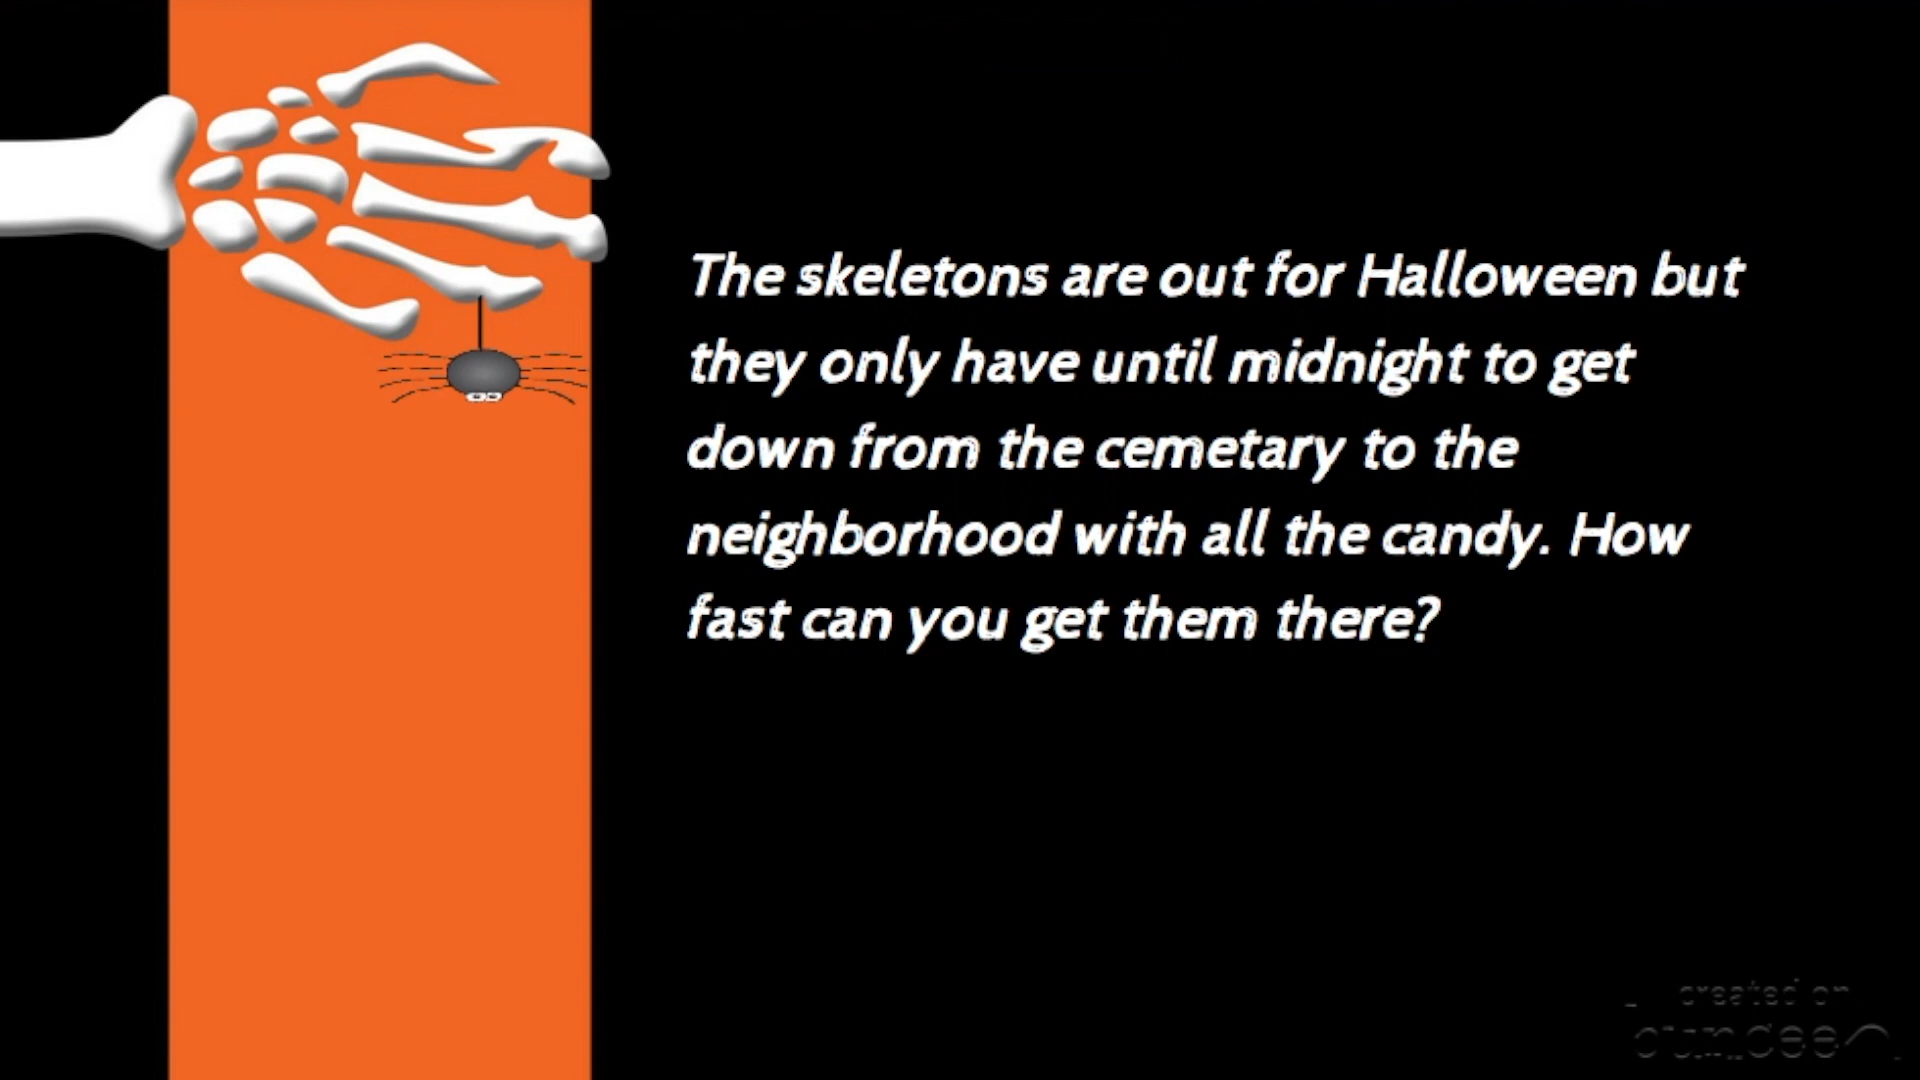 The skeletons are out for Halloween but
they only have until midnight to get
down from the cemetary to the
neighborhood with all the candy. How
fast can you get them there?
created on